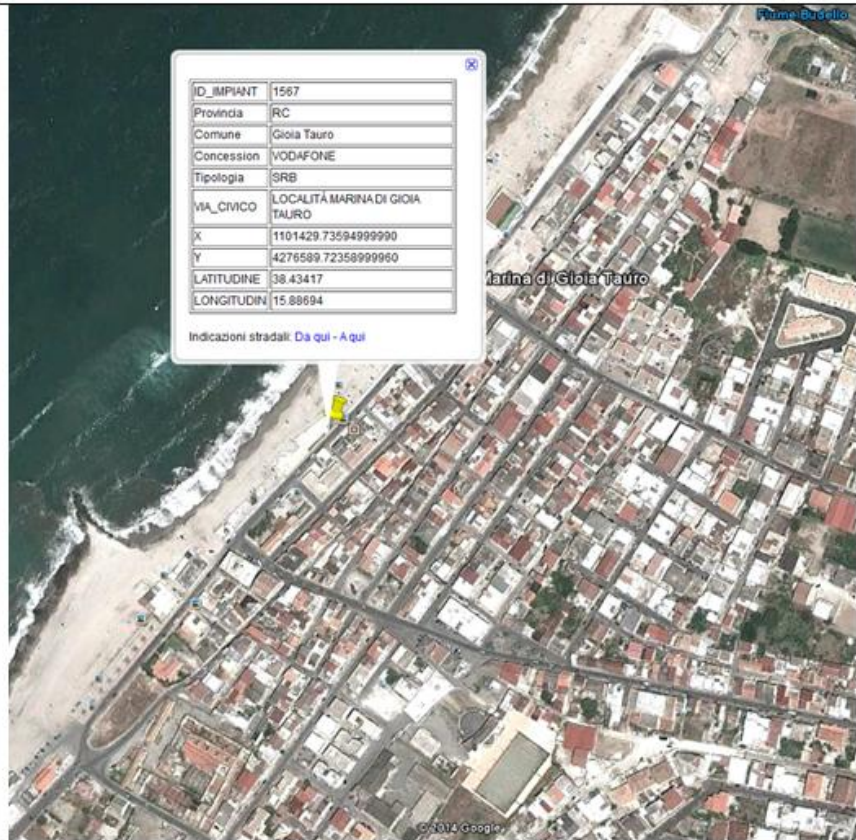 Fiume Budello
ID_IMPIANT 1567
Provincia RC
Comune Gioia Tauro
Concession VODAFONE
Tipologia SRB
VIA_CIVICO LOCALITÀ MARINA DI GIOIA
TAURO
X 1101429.73594999990
Y 4276589.72358999960
LATITUDINE 38.43417
LONGITUDIN 15.88694
Indicazioni stradali: Da qui - A qui
Marina di Gioia Tauro
© 2014 Google